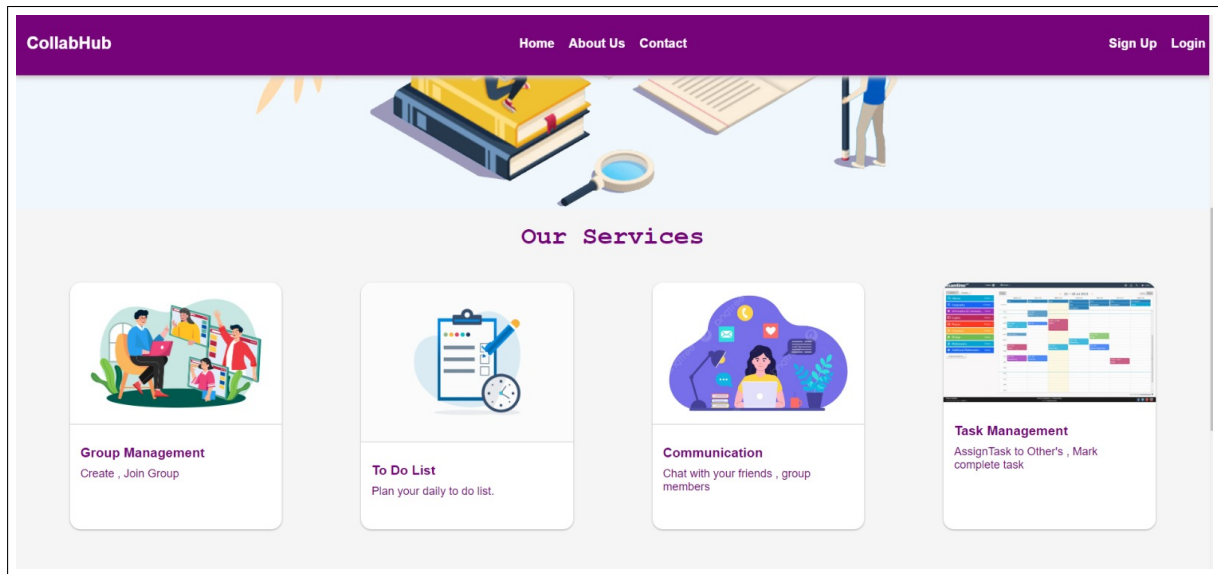 CollabHub
Home About Us Contact
Sign Up Login
Our Services
Group Management
Create , Join Group
To Do List
Plan your daily to do list.
Communication
Chat with your friends , group
members
Task Management
AssignTask to Other's , Mark
complete task